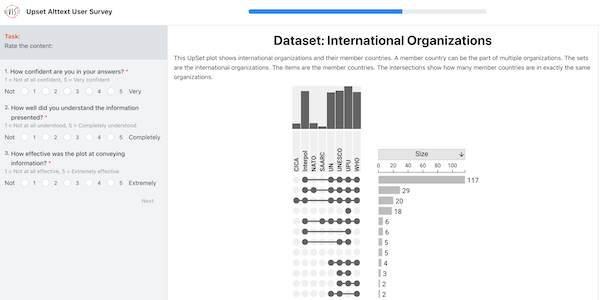 Upset Alttext User Survey
Task:
Rate the content:
1. How confident are you in your answers? *
1 = Not at all confident, 5 = Very confident
Not 1 2 3 4 5 Very
2. How well did you understand the information
presented? *
1 = Not at all understood, 5 = Completely understood
Not 1 2 3 4 5 Completely
3. How effective was the plot at conveying
information? *
1 = Not at all effective, 5 = Extremely effective
Not 1 2 3 4 5 Extremely
Next
Dataset: International Organizations
This UpSet plot shows international organizations and their member countries. A member country can be part of multiple organizations. The sets
are the international organizations. The items are the member countries. The intersections show how many member countries are in exactly the same
organizations.
CICA
Interpol
NATO
SAARC
UN
UNESCO
UPU
WHO
Size
0 20 40 60 80 100
117
29
20
18
6
6
5
5
4
3
2
2